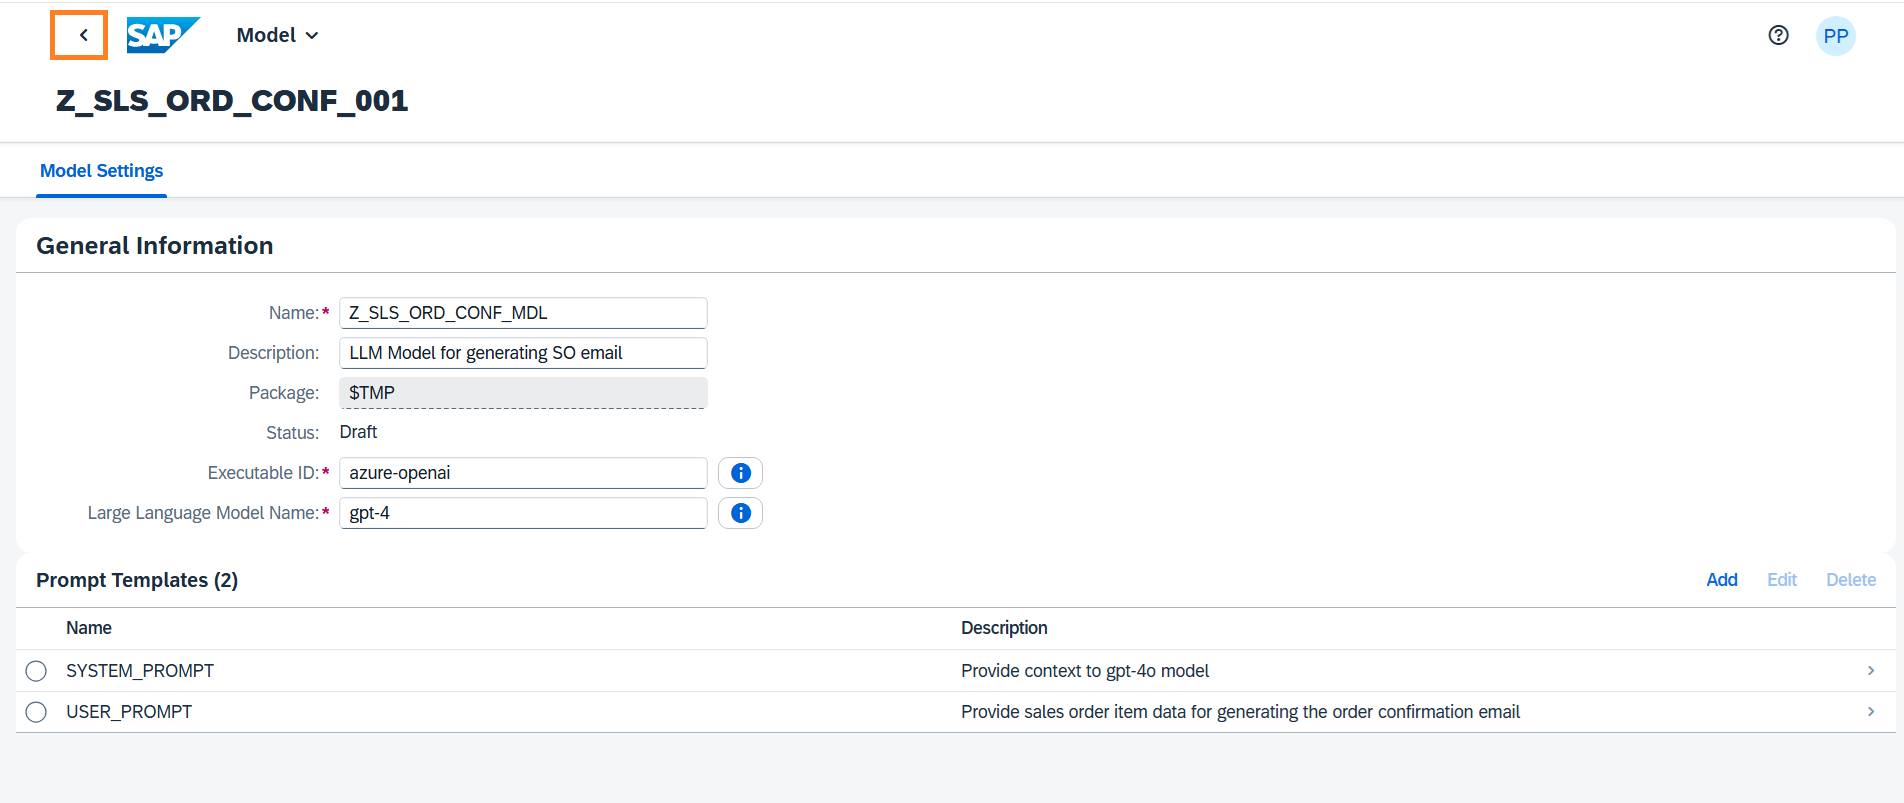 SAP Model
PP
Z_SLS_ORD_CONF_001
Model Settings
General Information
Name:* Z_SLS_ORD_CONF_MDL
Description: LLM Model for generating SO email
Package: $TMP
Status: Draft
Executable ID:* azure-openai
Large Language Model Name:* gpt-4
Prompt Templates (2) Add Edit Delete
Name Description
SYSTEM_PROMPT Provide context to gpt-4o model
USER_PROMPT Provide sales order item data for generating the order confirmation email